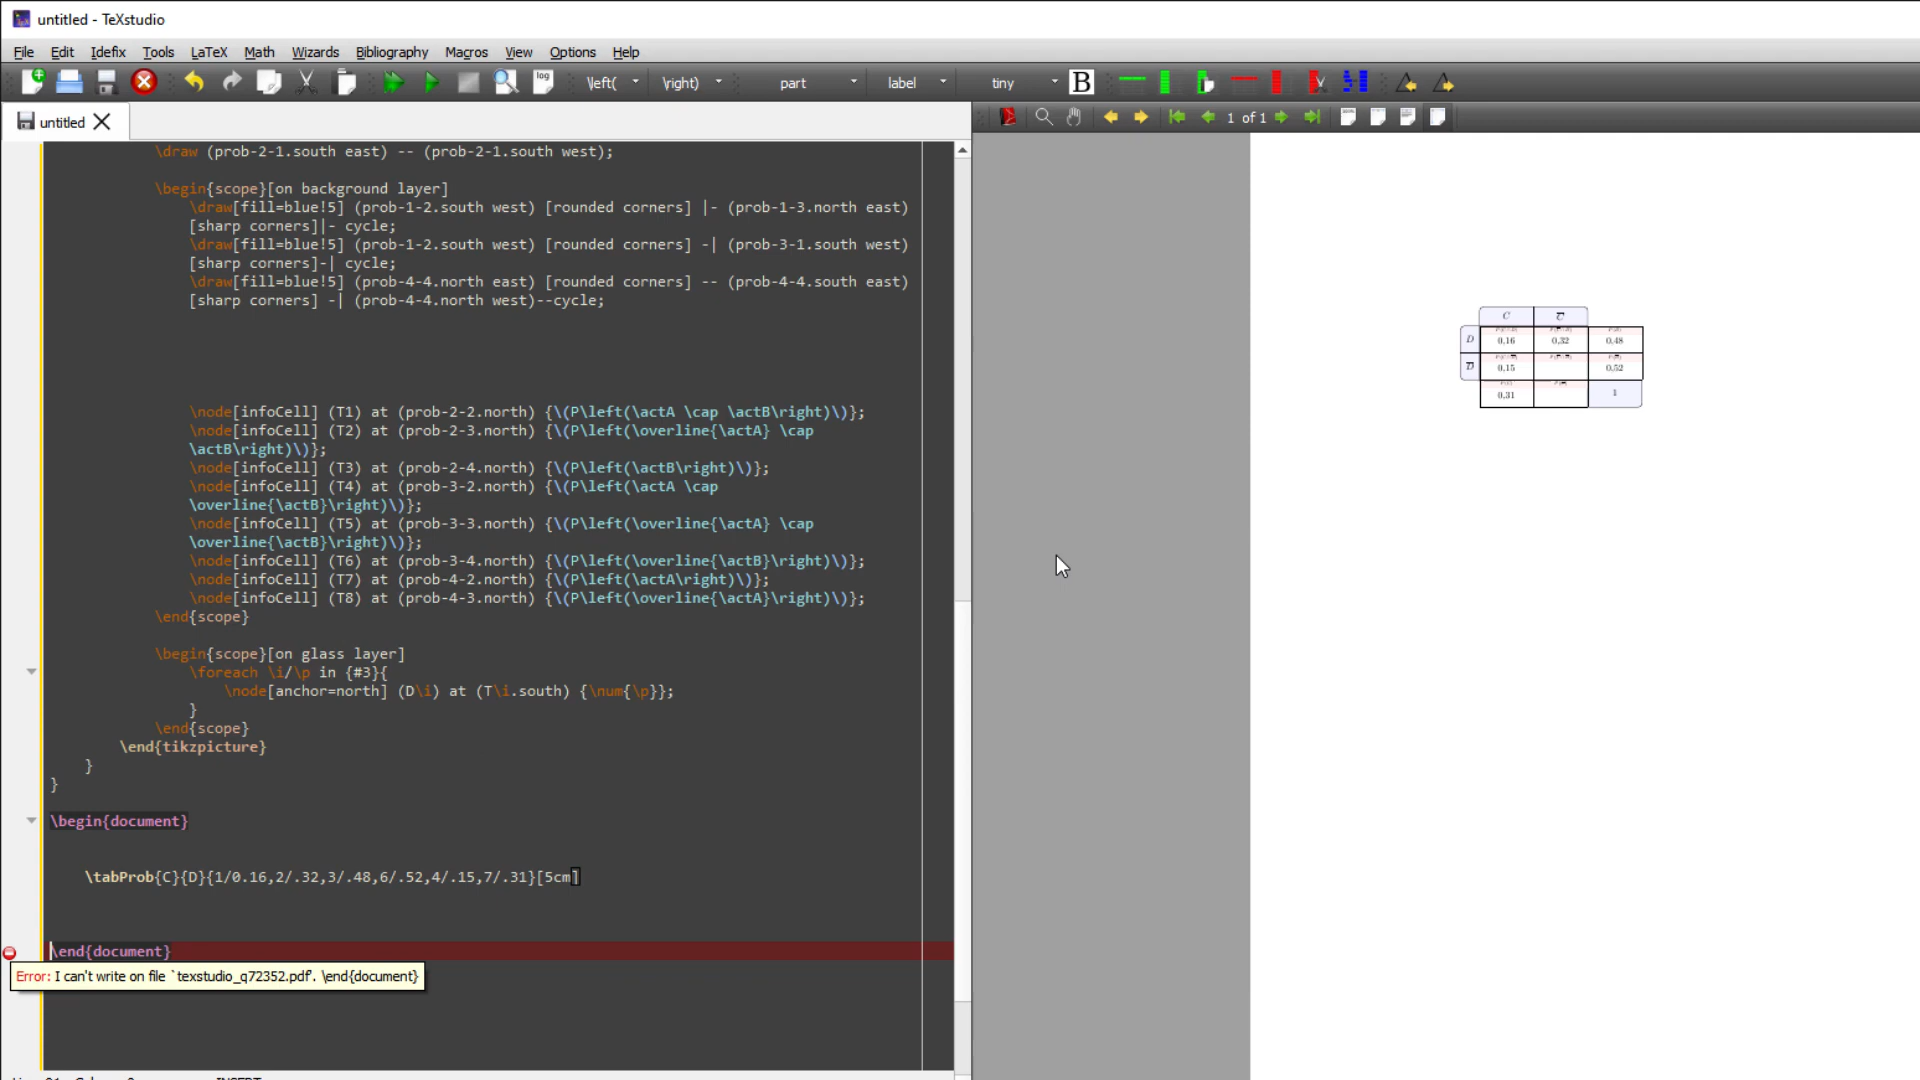 untitled - TeXstudio
File Edit Idefix Tools LaTeX Math Wizards Bibliography Macros View Options Help
log \left( \right) part label tiny B
untitled
1 of 1
\draw (prob-2-1.south east) -- (prob-2-1.south west);
\begin{scope}[on background layer]
\draw[fill=blue!5] (prob-1-2.south west) [rounded corners] |- (prob-1-3.north east)
[sharp corners]|- cycle;
\draw[fill=blue!5] (prob-1-2.south west) [rounded corners] -| (prob-3-1.south west)
[sharp corners]-| cycle;
\draw[fill=blue!5] (prob-4-4.north east) [rounded corners] -- (prob-4-4.south east)
[sharp corners] -| (prob-4-4.north west)--cycle;
\node[infoCell] (T1) at (prob-2-2.north) {\(P\left(\actA \cap \actB\right)\)};
\node[infoCell] (T2) at (prob-2-3.north) {\(P\left(\overline{\actA} \cap
\actB\right)\)};
\node[infoCell] (T3) at (prob-2-4.north) {\(P\left(\actB\right)\)};
\node[infoCell] (T4) at (prob-3-2.north) {\(P\left(\actA \cap
\overline{\actB}\right)\)};
\node[infoCell] (T5) at (prob-3-3.north) {\(P\left(\overline{\actA} \cap
\overline{\actB}\right)\)};
\node[infoCell] (T6) at (prob-3-4.north) {\(P\left(\overline{\actB}\right)\)};
\node[infoCell] (T7) at (prob-4-2.north) {\(P\left(\actA\right)\)};
\node[infoCell] (T8) at (prob-4-3.north) {\(P\left(\overline{\actA}\right)\)};
\end{scope}
\begin{scope}[on glass layer]
\foreach \i/\p in {#3}{
\node[anchor=north] (D\i) at (T\i.south) {\num{\p}};
}
\end{scope}
\end{tikzpicture}
}
}
\begin{document}
\tabProb{C}{D}{1/0.16,2/.32,3/.48,6/.52,4/.15,7/.31}[5cm]
\end{document}
Error: I can't write on file `texstudio_q72352.pdf'. \end{document}
C C̅
D 0,16 0,32 0,48
D̅ 0,15 0,52
0,31 1